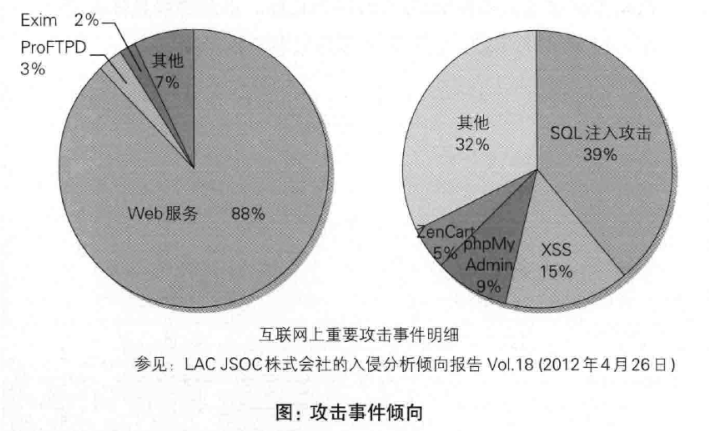 Exim 2%
ProFTPD
3%
其他
7%
Web服务 88%
其他
32%
SQL注入攻击
39%
ZenCart
5%
phpMy
Admin
9%
XSS
15%
互联网上重要攻击事件明细
参见：LAC JSOC株式会社的入侵分析倾向报告 Vol.18 (2012年4月26日)
图：攻击事件倾向